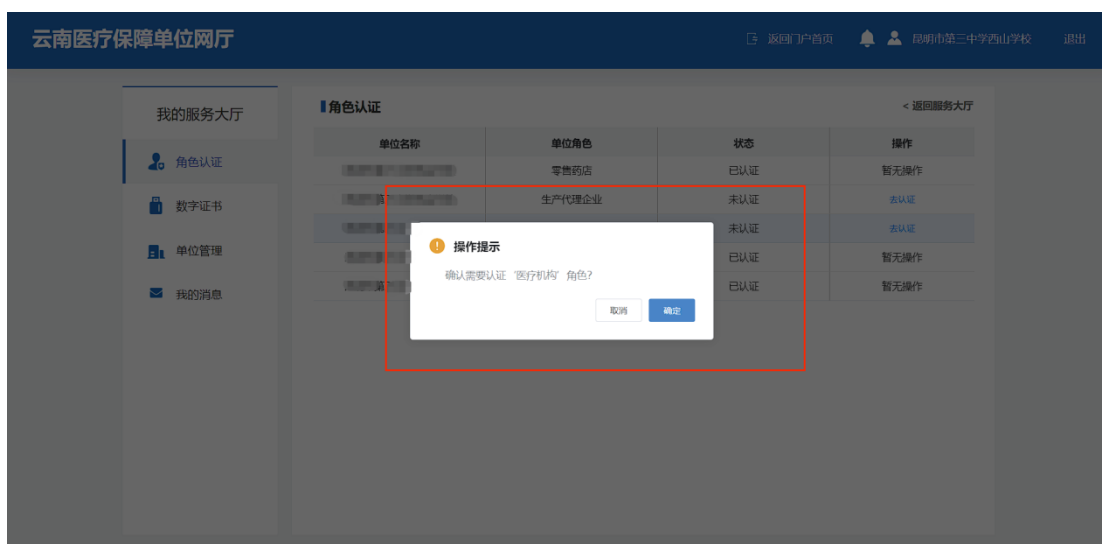 云南医疗保障单位网厅
返回门户首页 昆明市第三中学西山学校 退出
我的服务大厅
角色认证
数字证书
单位管理
我的消息
角色认证 < 返回服务大厅
单位名称 单位角色 状态 操作
零售药店 已认证 暂无操作
生产代理企业 未认证 去认证
未认证 去认证
已认证 暂无操作
已认证 暂无操作
操作提示
确认需要认证‘医疗机构’角色?
取消 确定